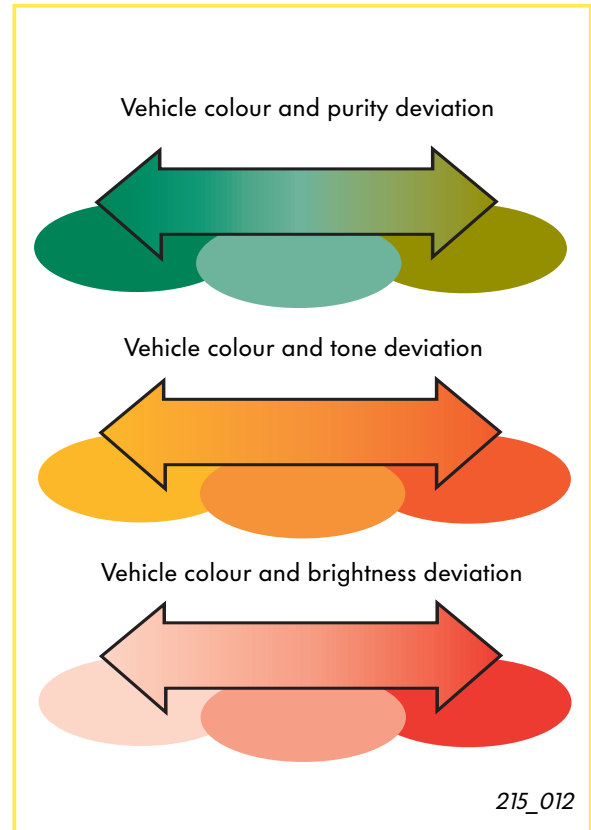 Vehicle colour and purity deviation
Vehicle colour and tone deviation
Vehicle colour and brightness deviation
215_012